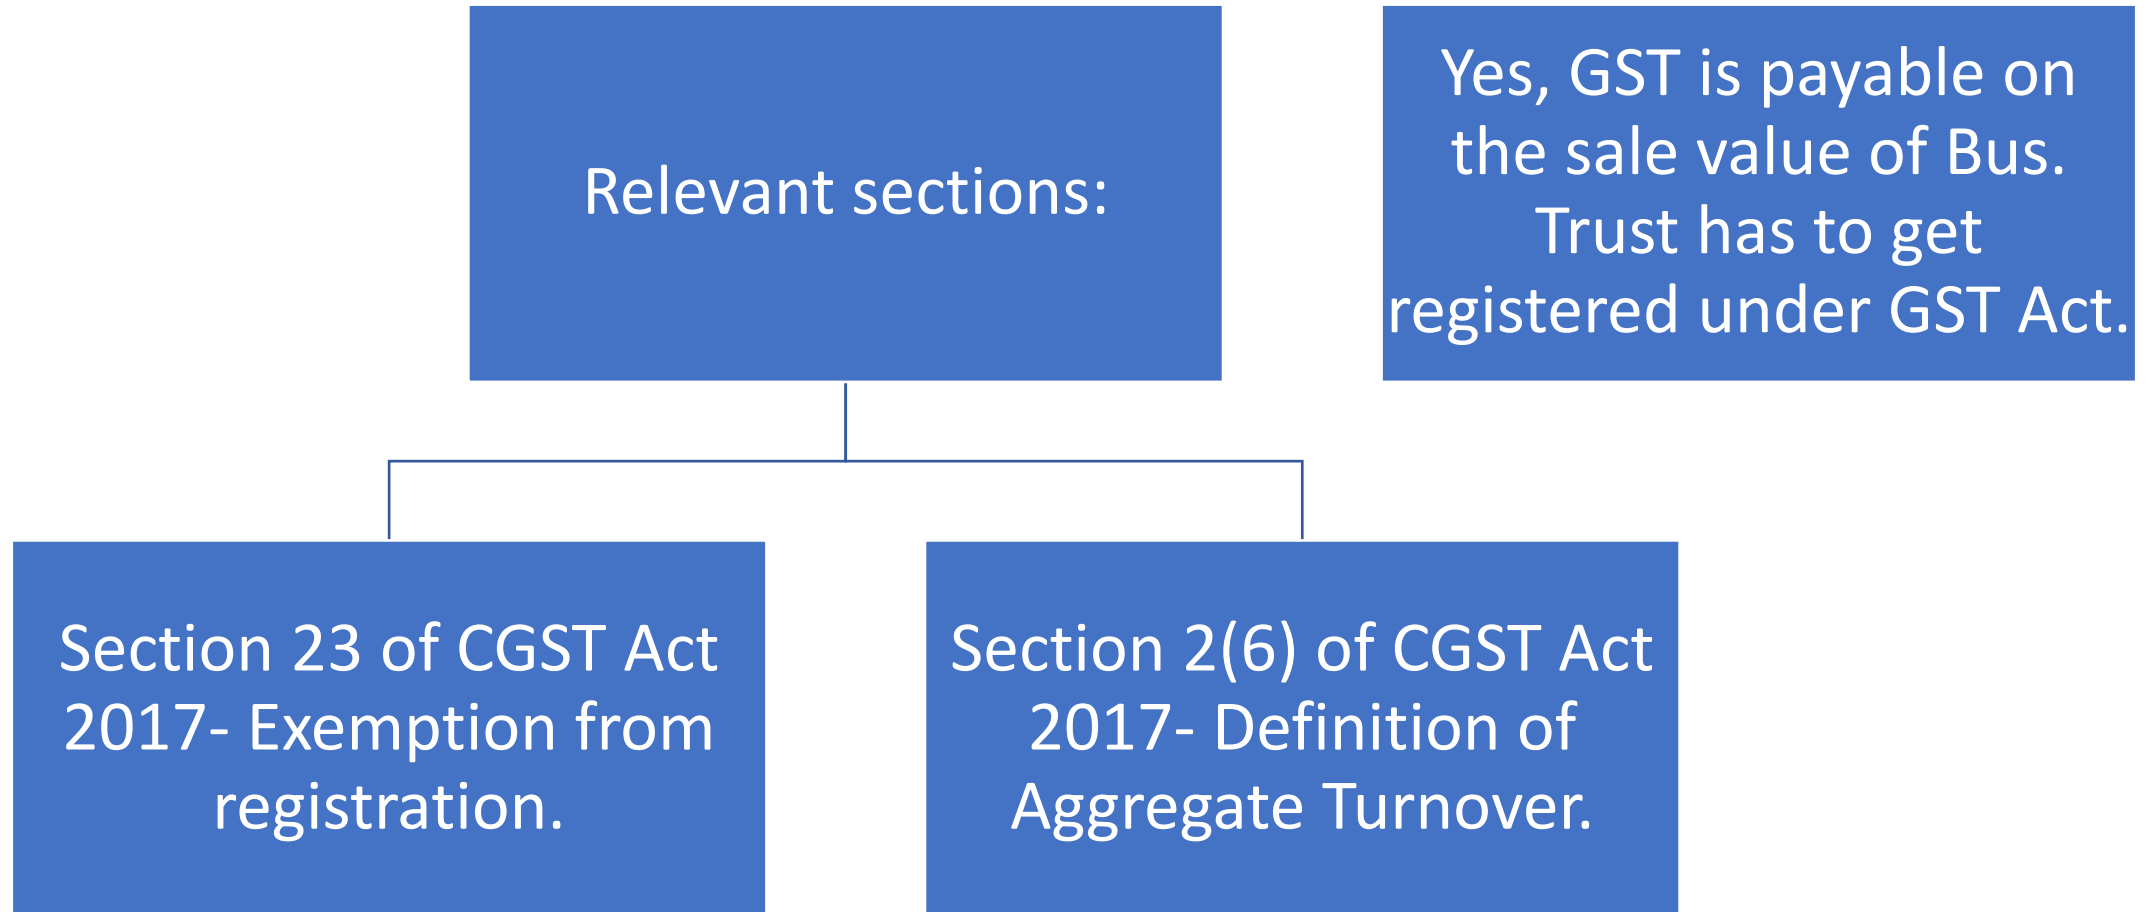 Relevant sections:
Yes, GST is payable on
the sale value of Bus.
Trust has to get
registered under GST Act.
Section 23 of CGST Act
2017- Exemption from
registration.
Section 2(6) of CGST Act
2017- Definition of
Aggregate Turnover.